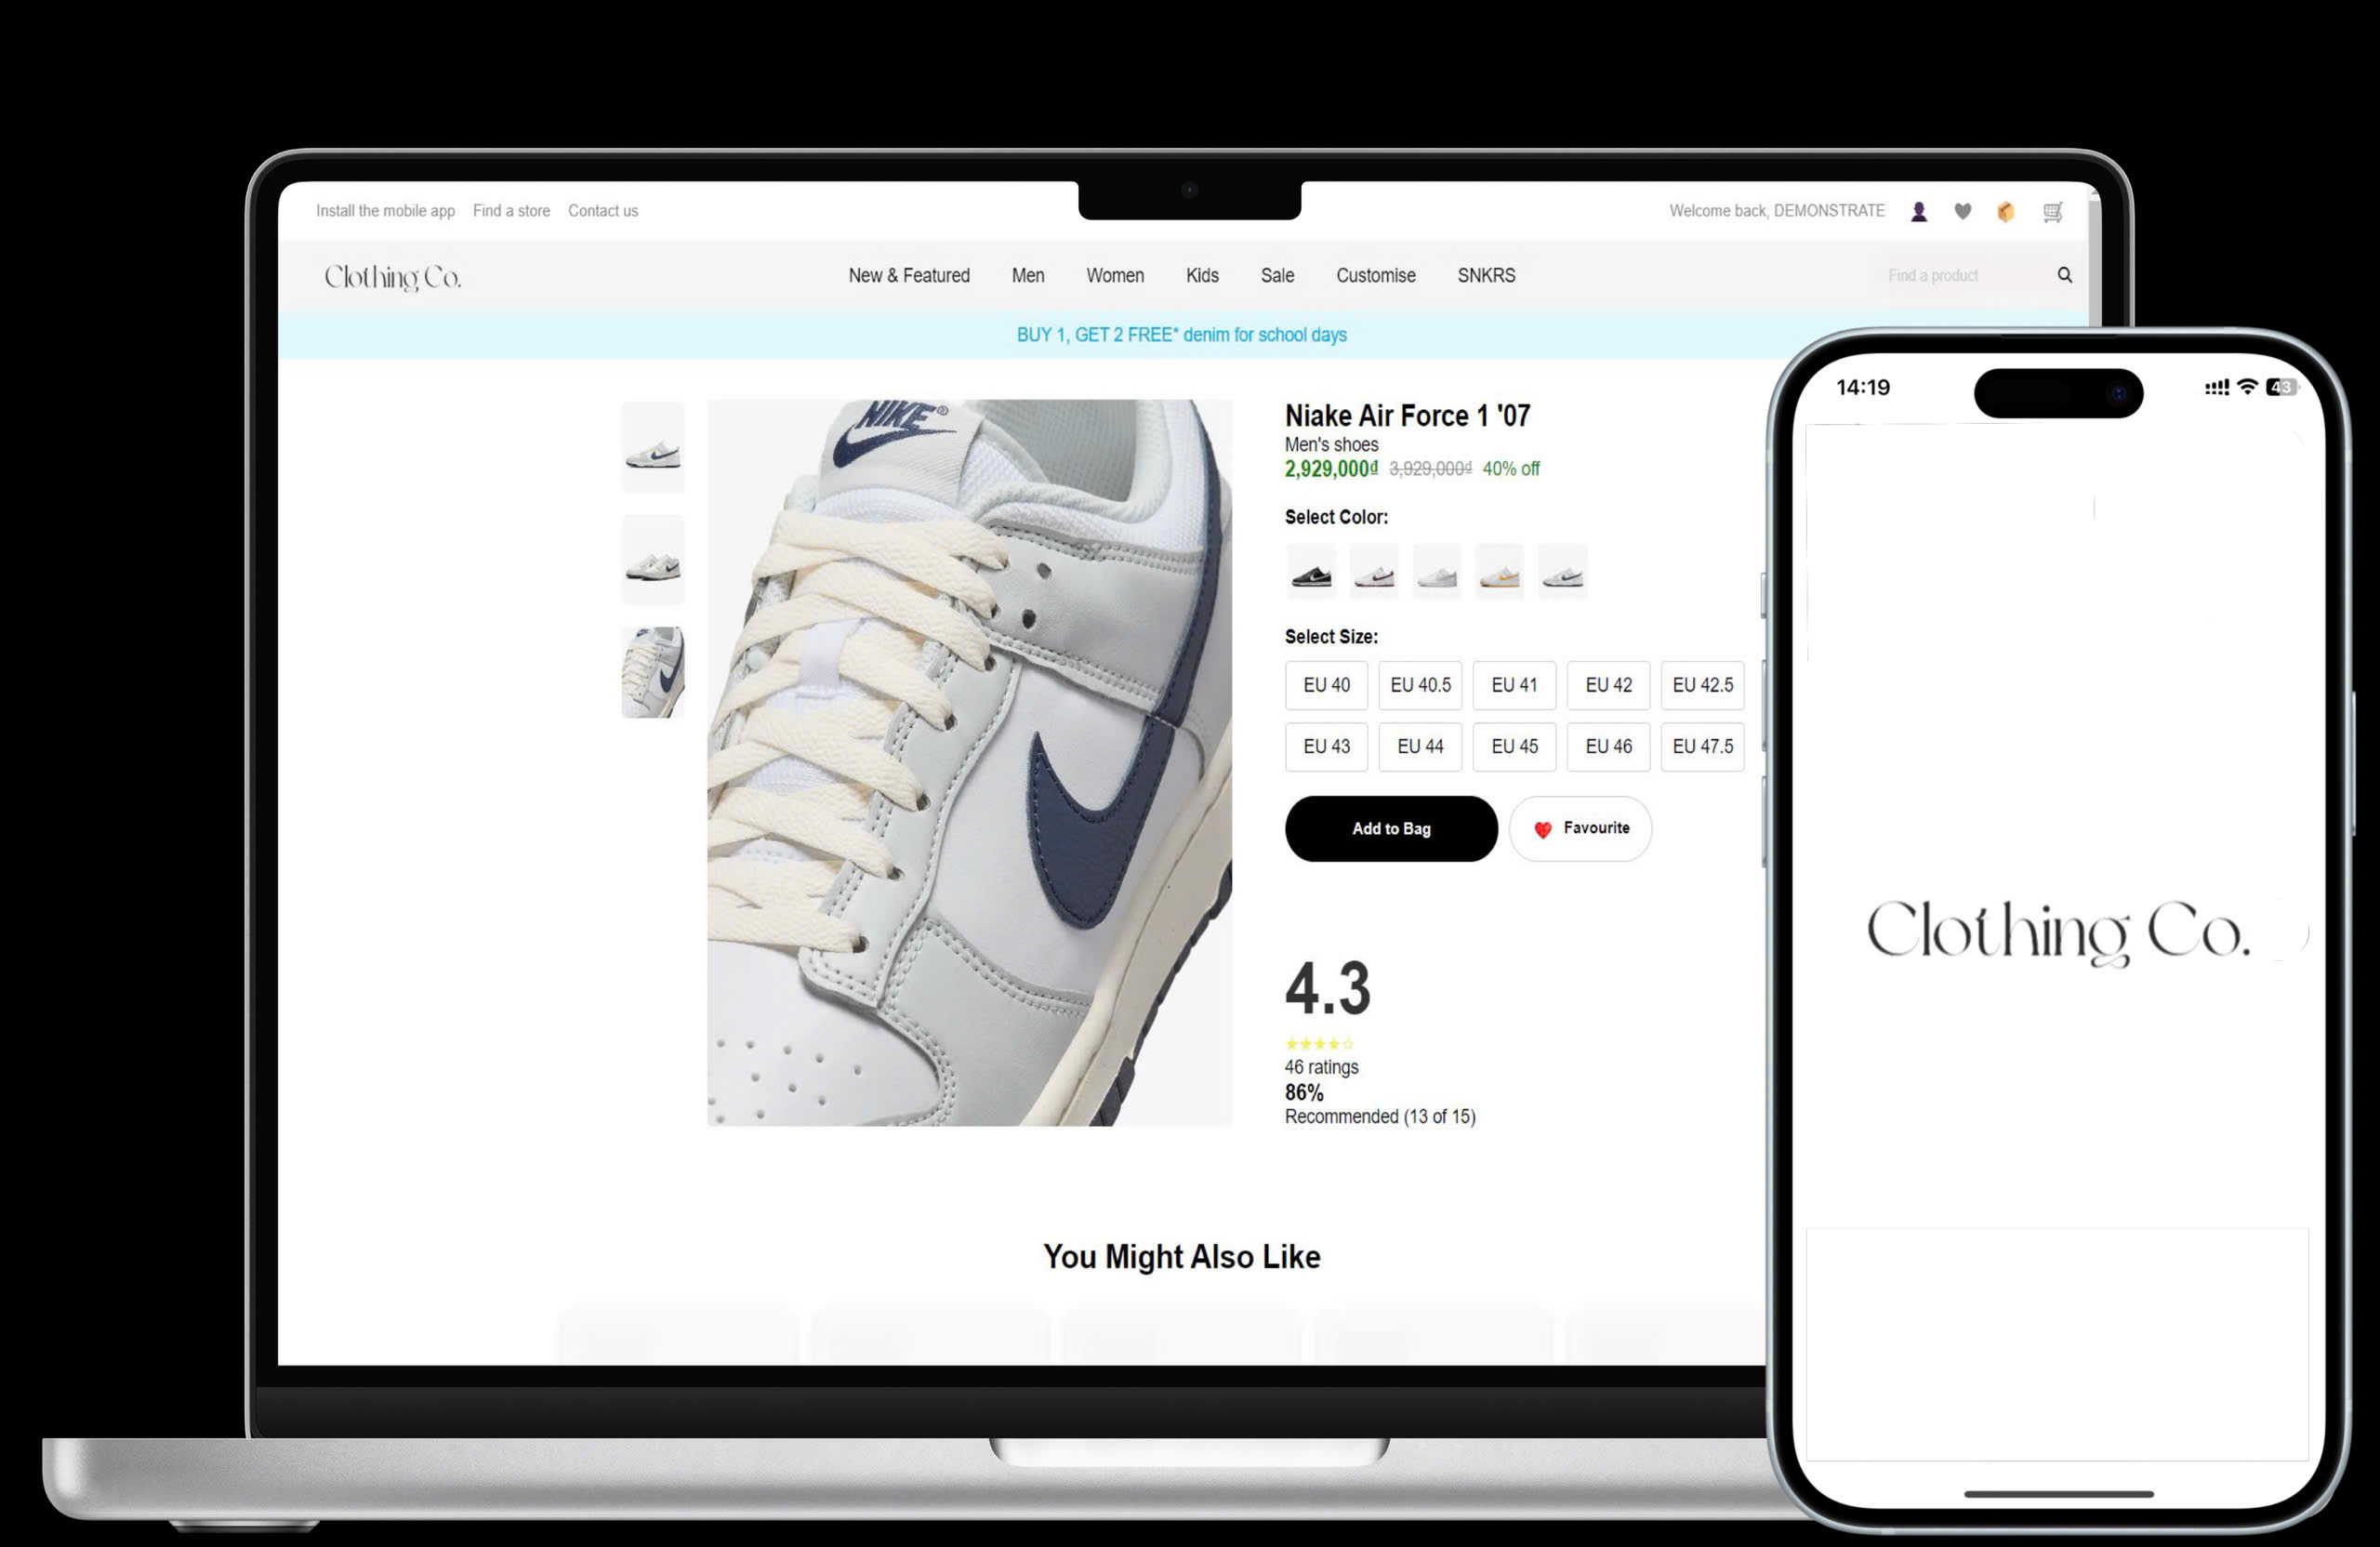 Install the mobile app Find a store Contact us
Welcome back, DEMONSTRATE
Clothing Co.
New & Featured Men Women Kids Sale Customise SNKRS
Find a product
BUY 1, GET 2 FREE* denim for school days
NIKE®
Niake Air Force 1 '07
Men's shoes
2,929,000₫ 3,929,000₫ 40% off
Select Color:
Select Size:
EU 40 EU 40.5 EU 41 EU 42 EU 42.5
EU 43 EU 44 EU 45 EU 46 EU 47.5
Add to Bag Favourite
4.3
★★★★☆
46 ratings
86%
Recommended (13 of 15)
You Might Also Like
14:19
43
Clothing Co.